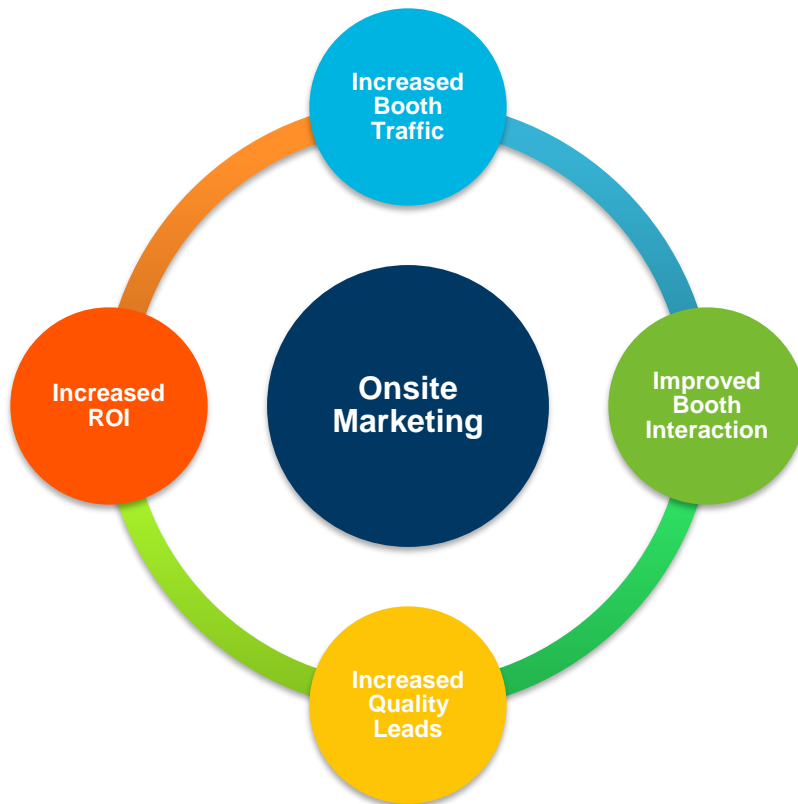 Increased
Booth
Traffic
Increased
ROI
Onsite
Marketing
Improved
Booth
Interaction
Increased
Quality
Leads